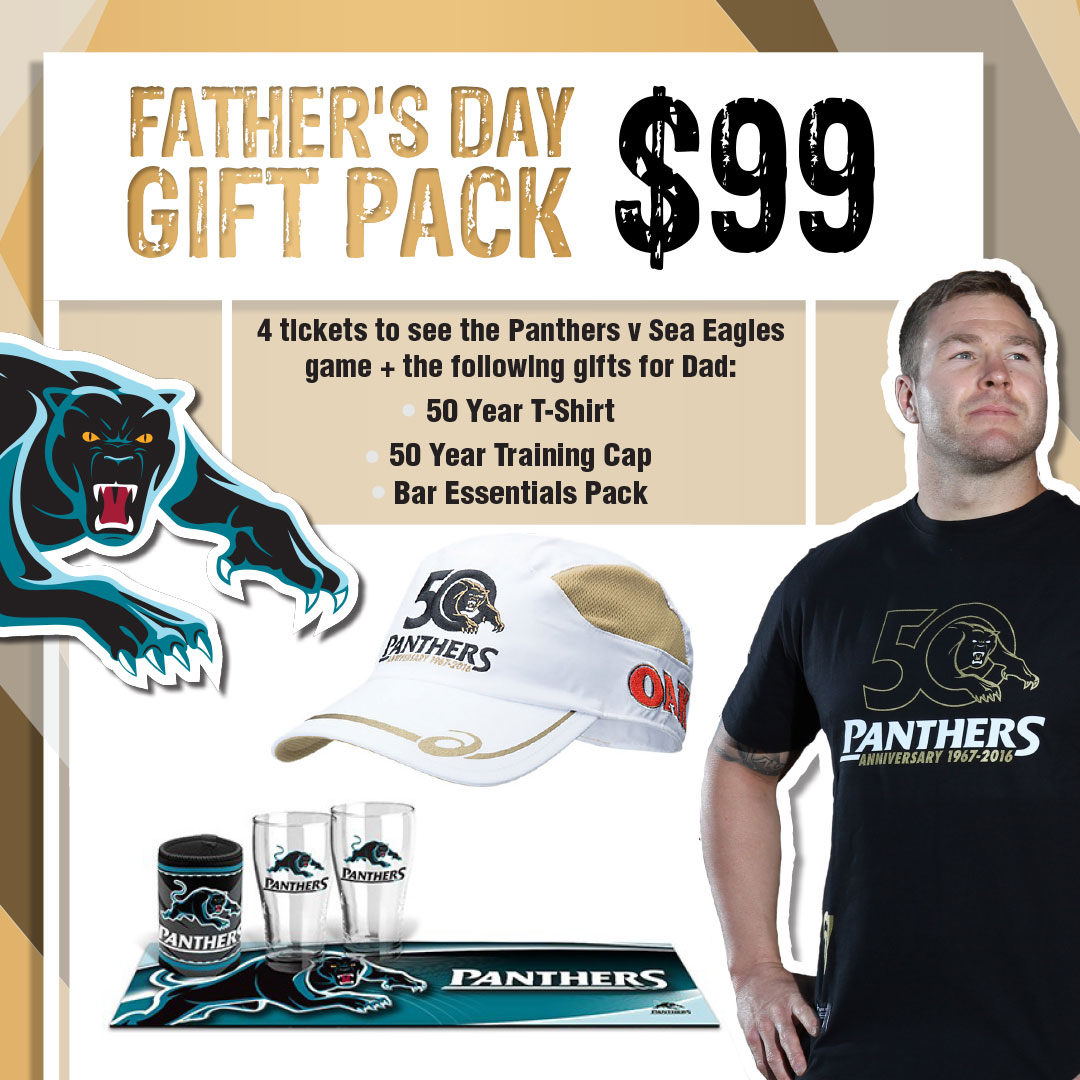 FATHER'S DAY
GIFT PACK
$99
4 tIckets to see the Panthers v Sea Eagles
game + the followIng gIfts for Dad:
50 Year T-Shirt
50 Year Training Cap
Bar Essentials Pack
50
PANTHERS
ANNIVERSARY 1967-2016
OAK
50
PANTHERS
ANNIVERSARY 1967-2016
PANTHERS
PANTHERS
PANTHERS
PANTHERS
PANTHERS